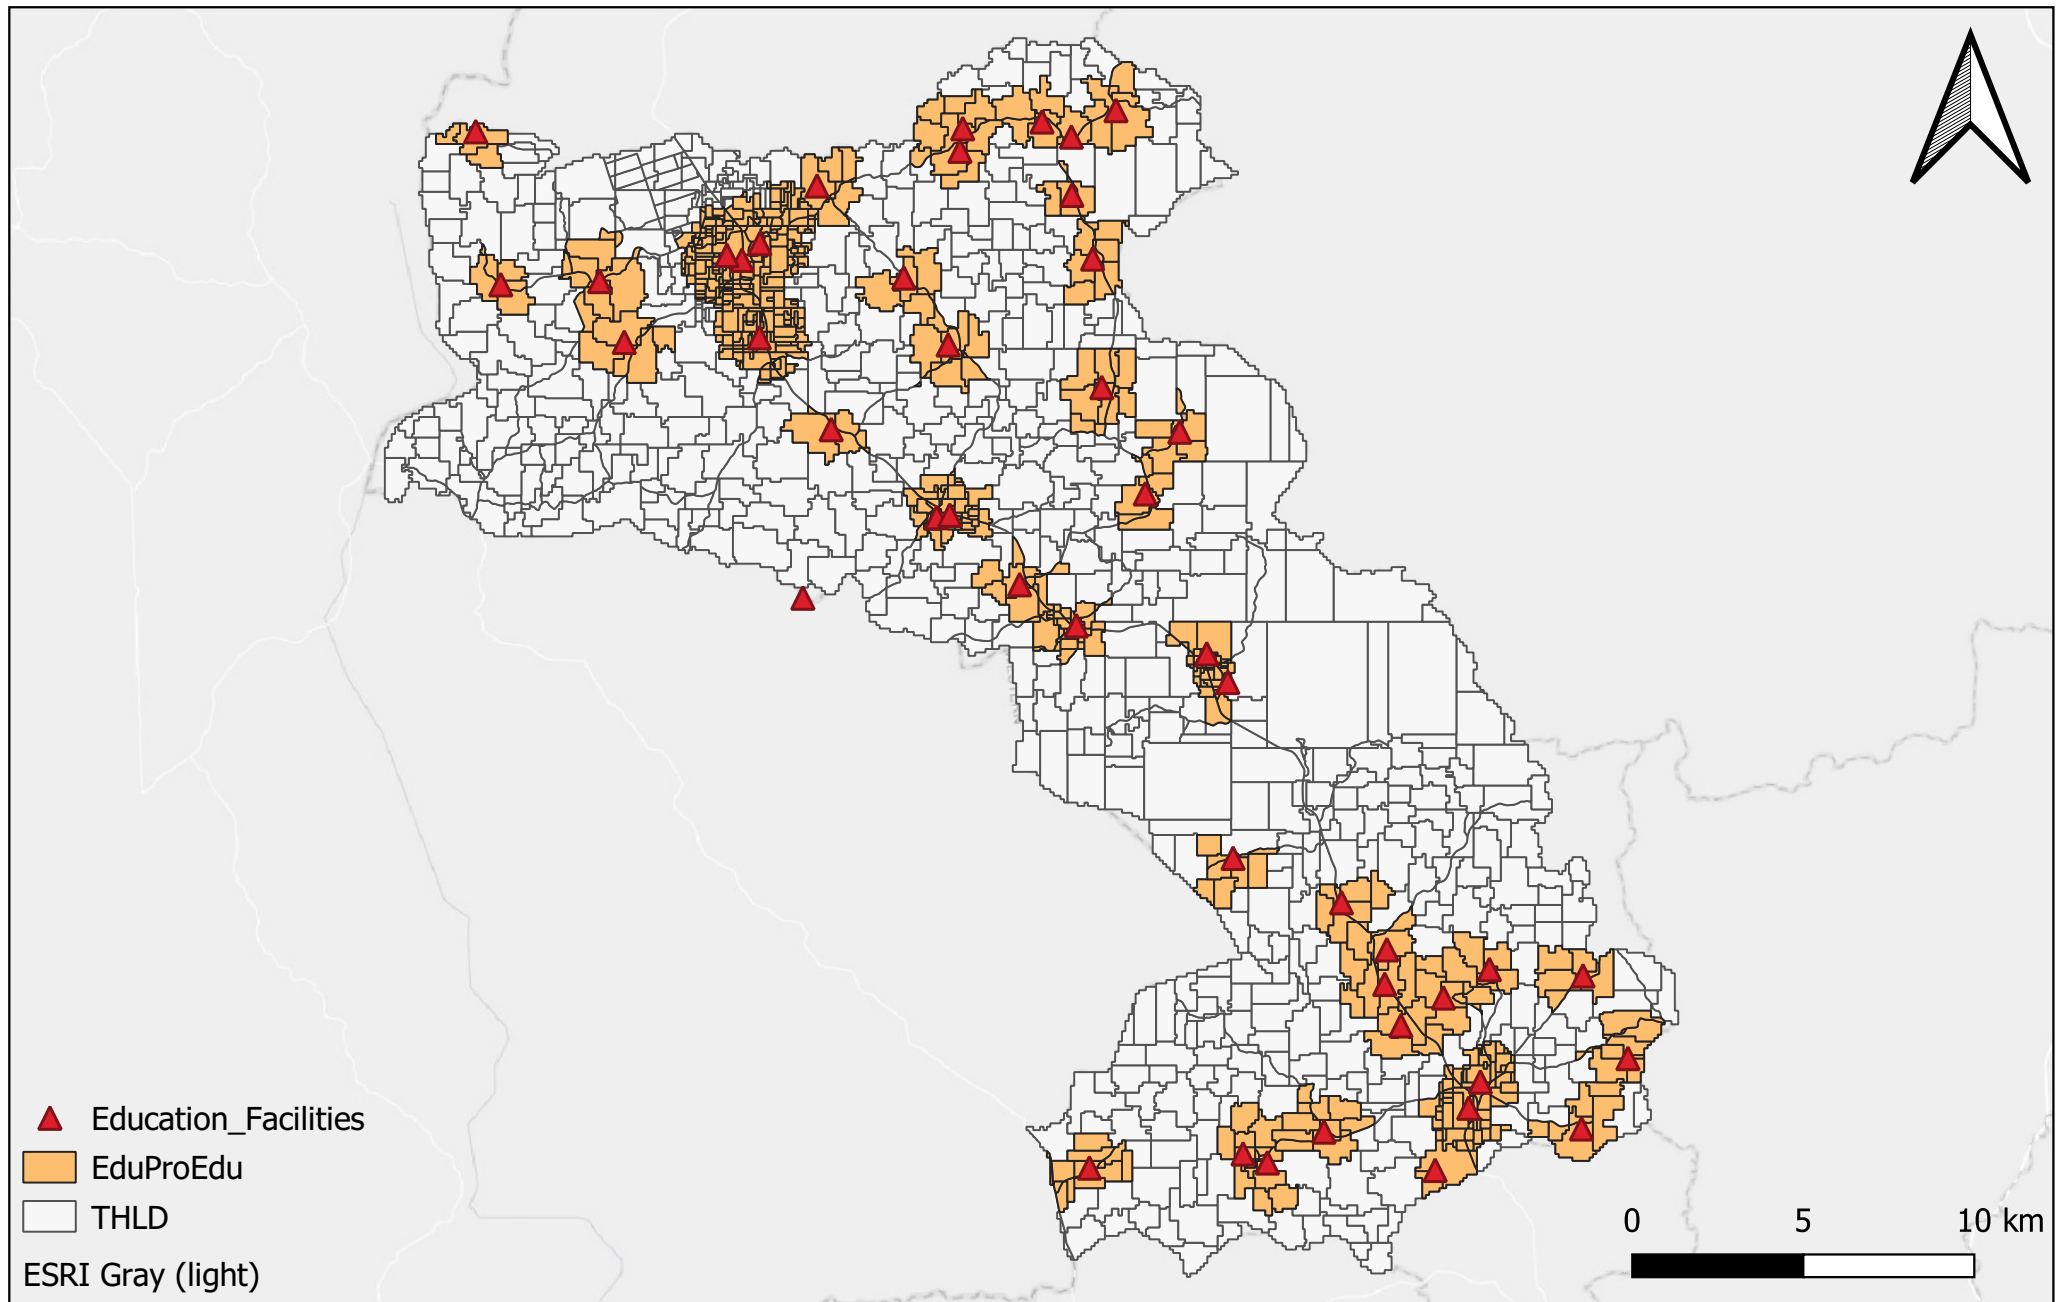 Education_Facilities
EduProEdu
THLD
ESRI Gray (light)
0 5 10 km